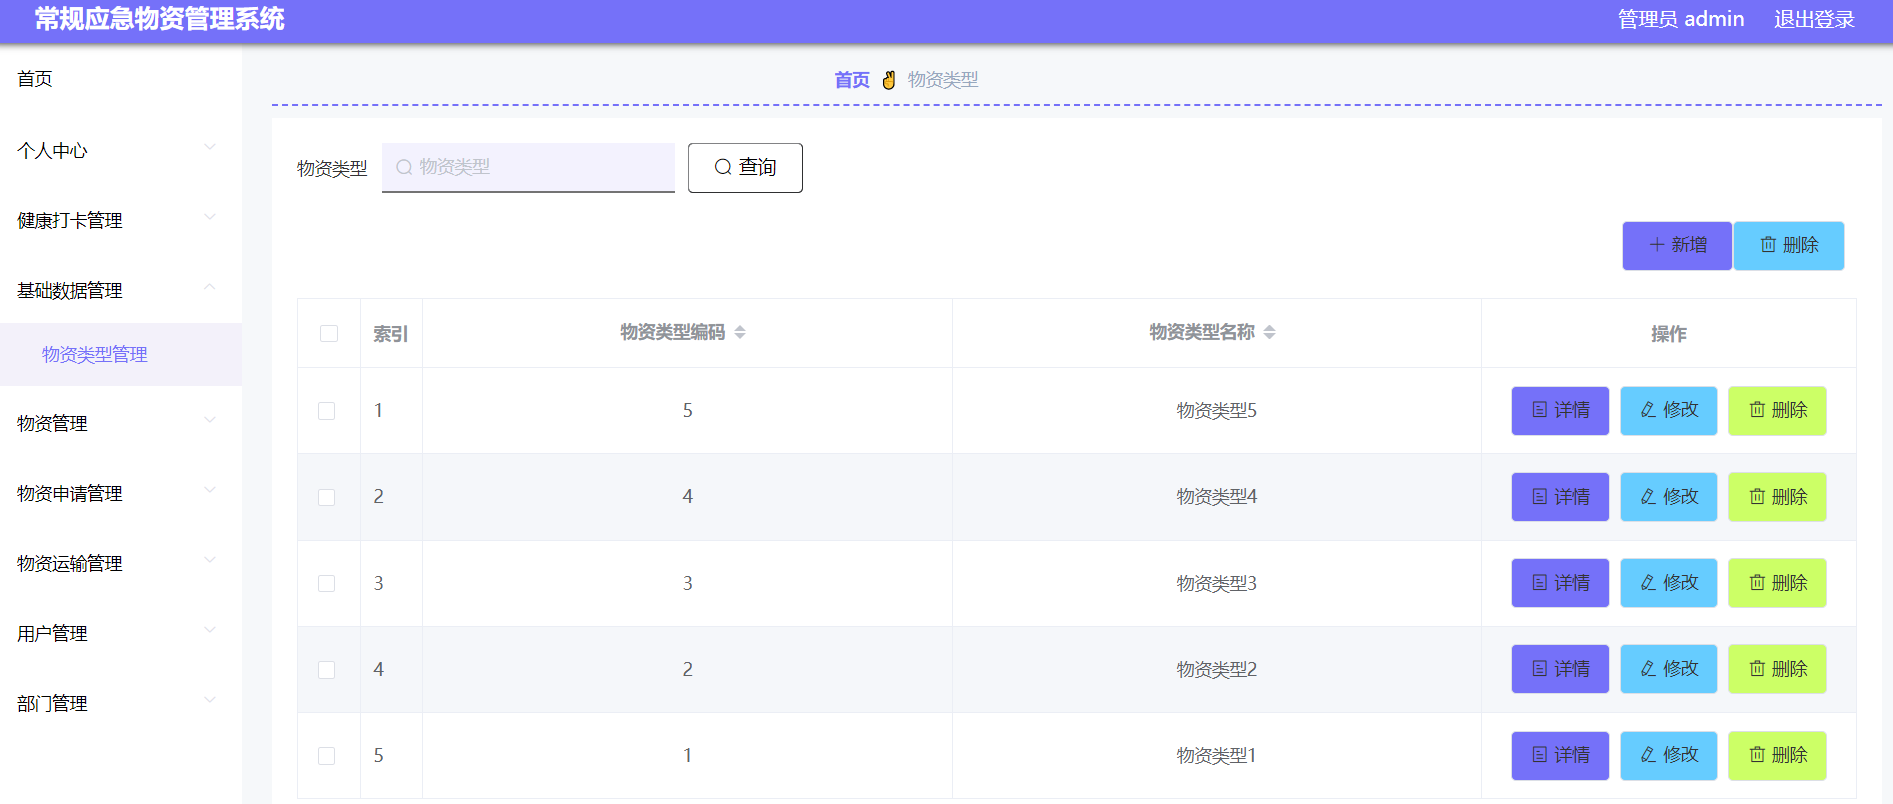 常规应急物资管理系统 管理员 admin 退出登录
首页
首页 ✌ 物资类型
个人中心
健康打卡管理
基础数据管理
物资类型管理
物资管理
物资申请管理
物资运输管理
用户管理
部门管理
物资类型 物资类型 查询
新增 删除
索引 物资类型编码 物资类型名称 操作
1 5 物资类型5 详情 修改 删除
2 4 物资类型4 详情 修改 删除
3 3 物资类型3 详情 修改 删除
4 2 物资类型2 详情 修改 删除
5 1 物资类型1 详情 修改 删除